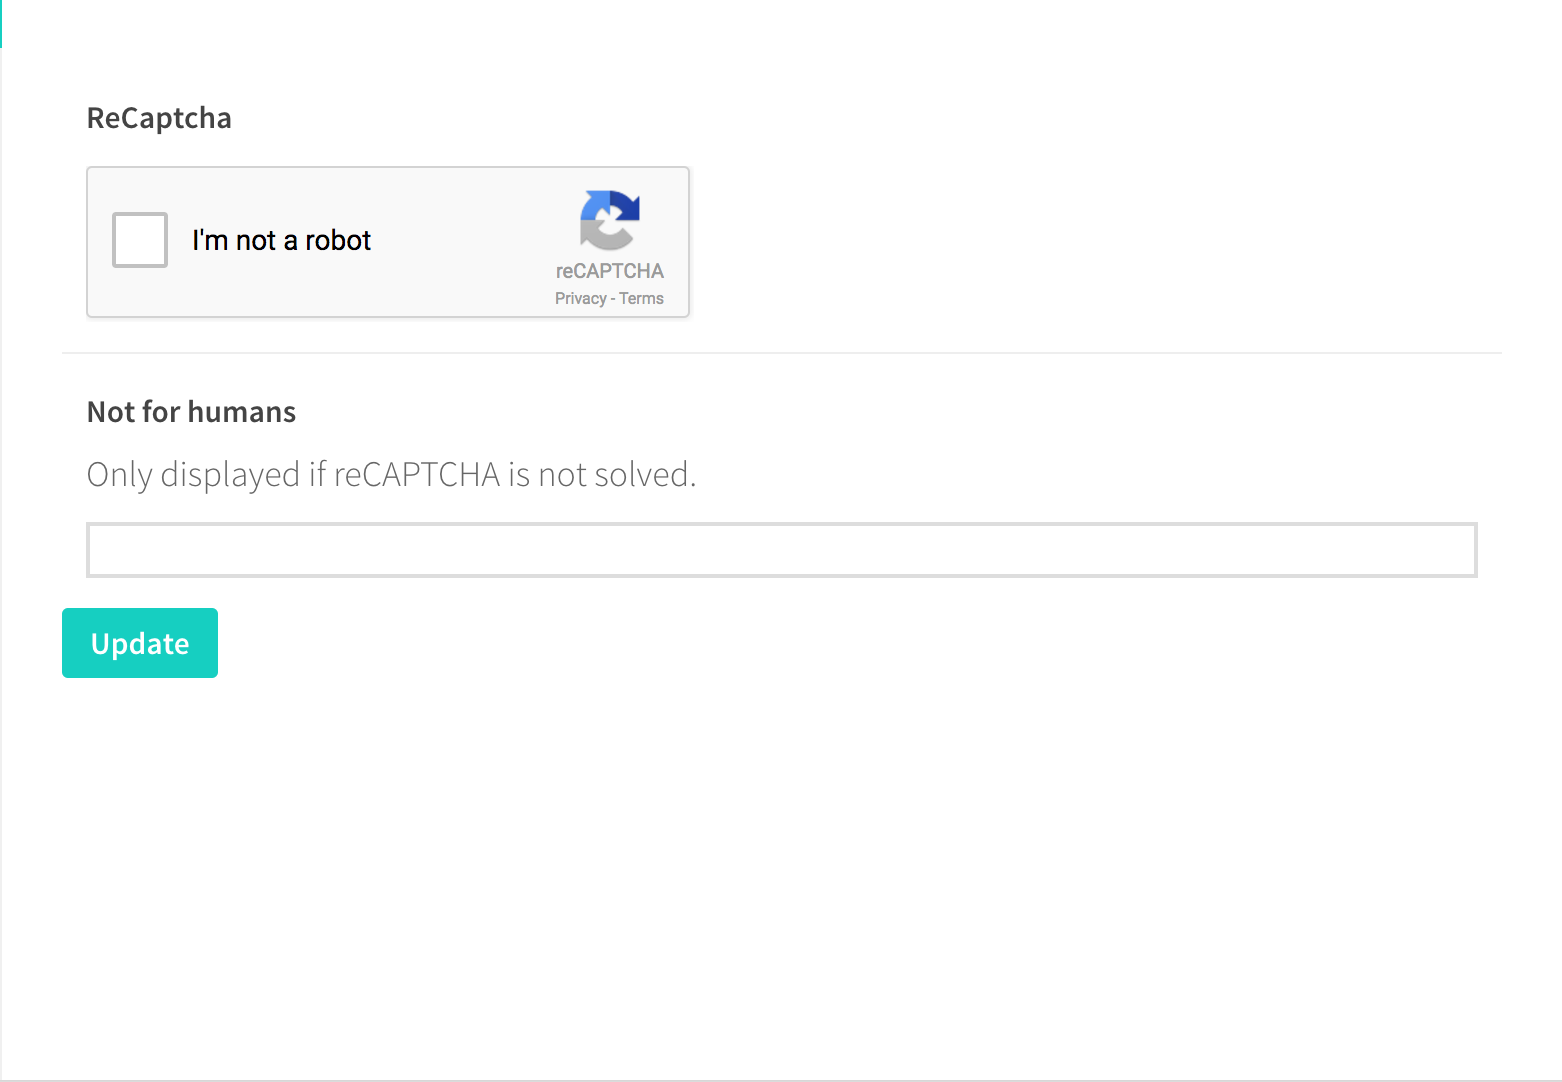 ReCaptcha
I'm not a robot
reCAPTCHA
Privacy - Terms
Not for humans
Only displayed if reCAPTCHA is not solved.
Update